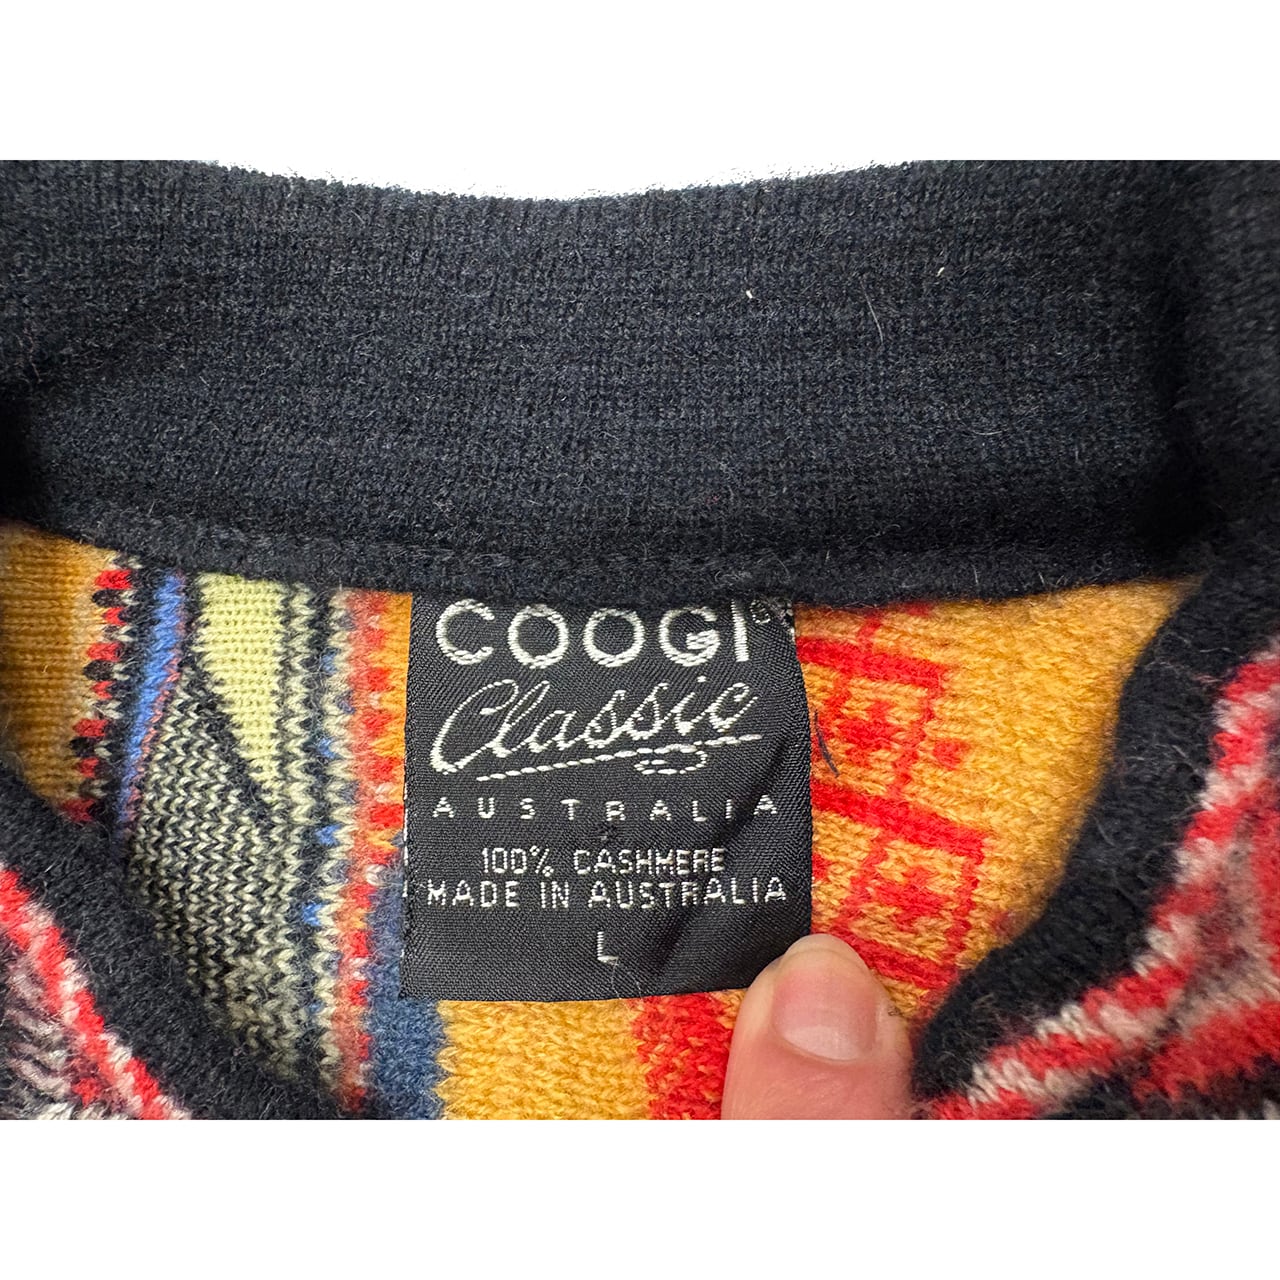 COOGI®
Classic
AUSTRALIA
100% CASHMERE
MADE IN AUSTRALIA
L